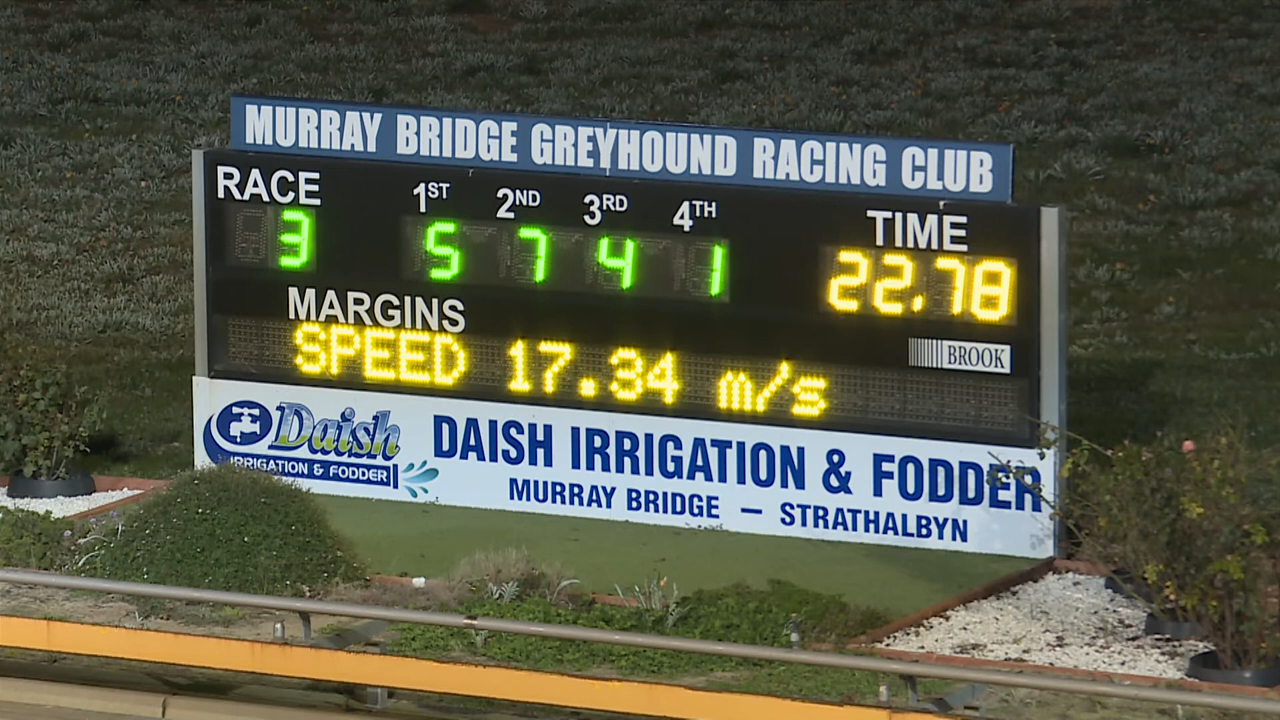 MURRAY BRIDGE GREYHOUND RACING CLUB
RACE 1ST 2ND 3RD 4TH TIME
3 5 7 4 1 22.78
MARGINS
BROOK
SPEED 17.34 m/s
Daish
IRRIGATION & FODDER
DAISH IRRIGATION & FODDER
MURRAY BRIDGE – STRATHALBYN